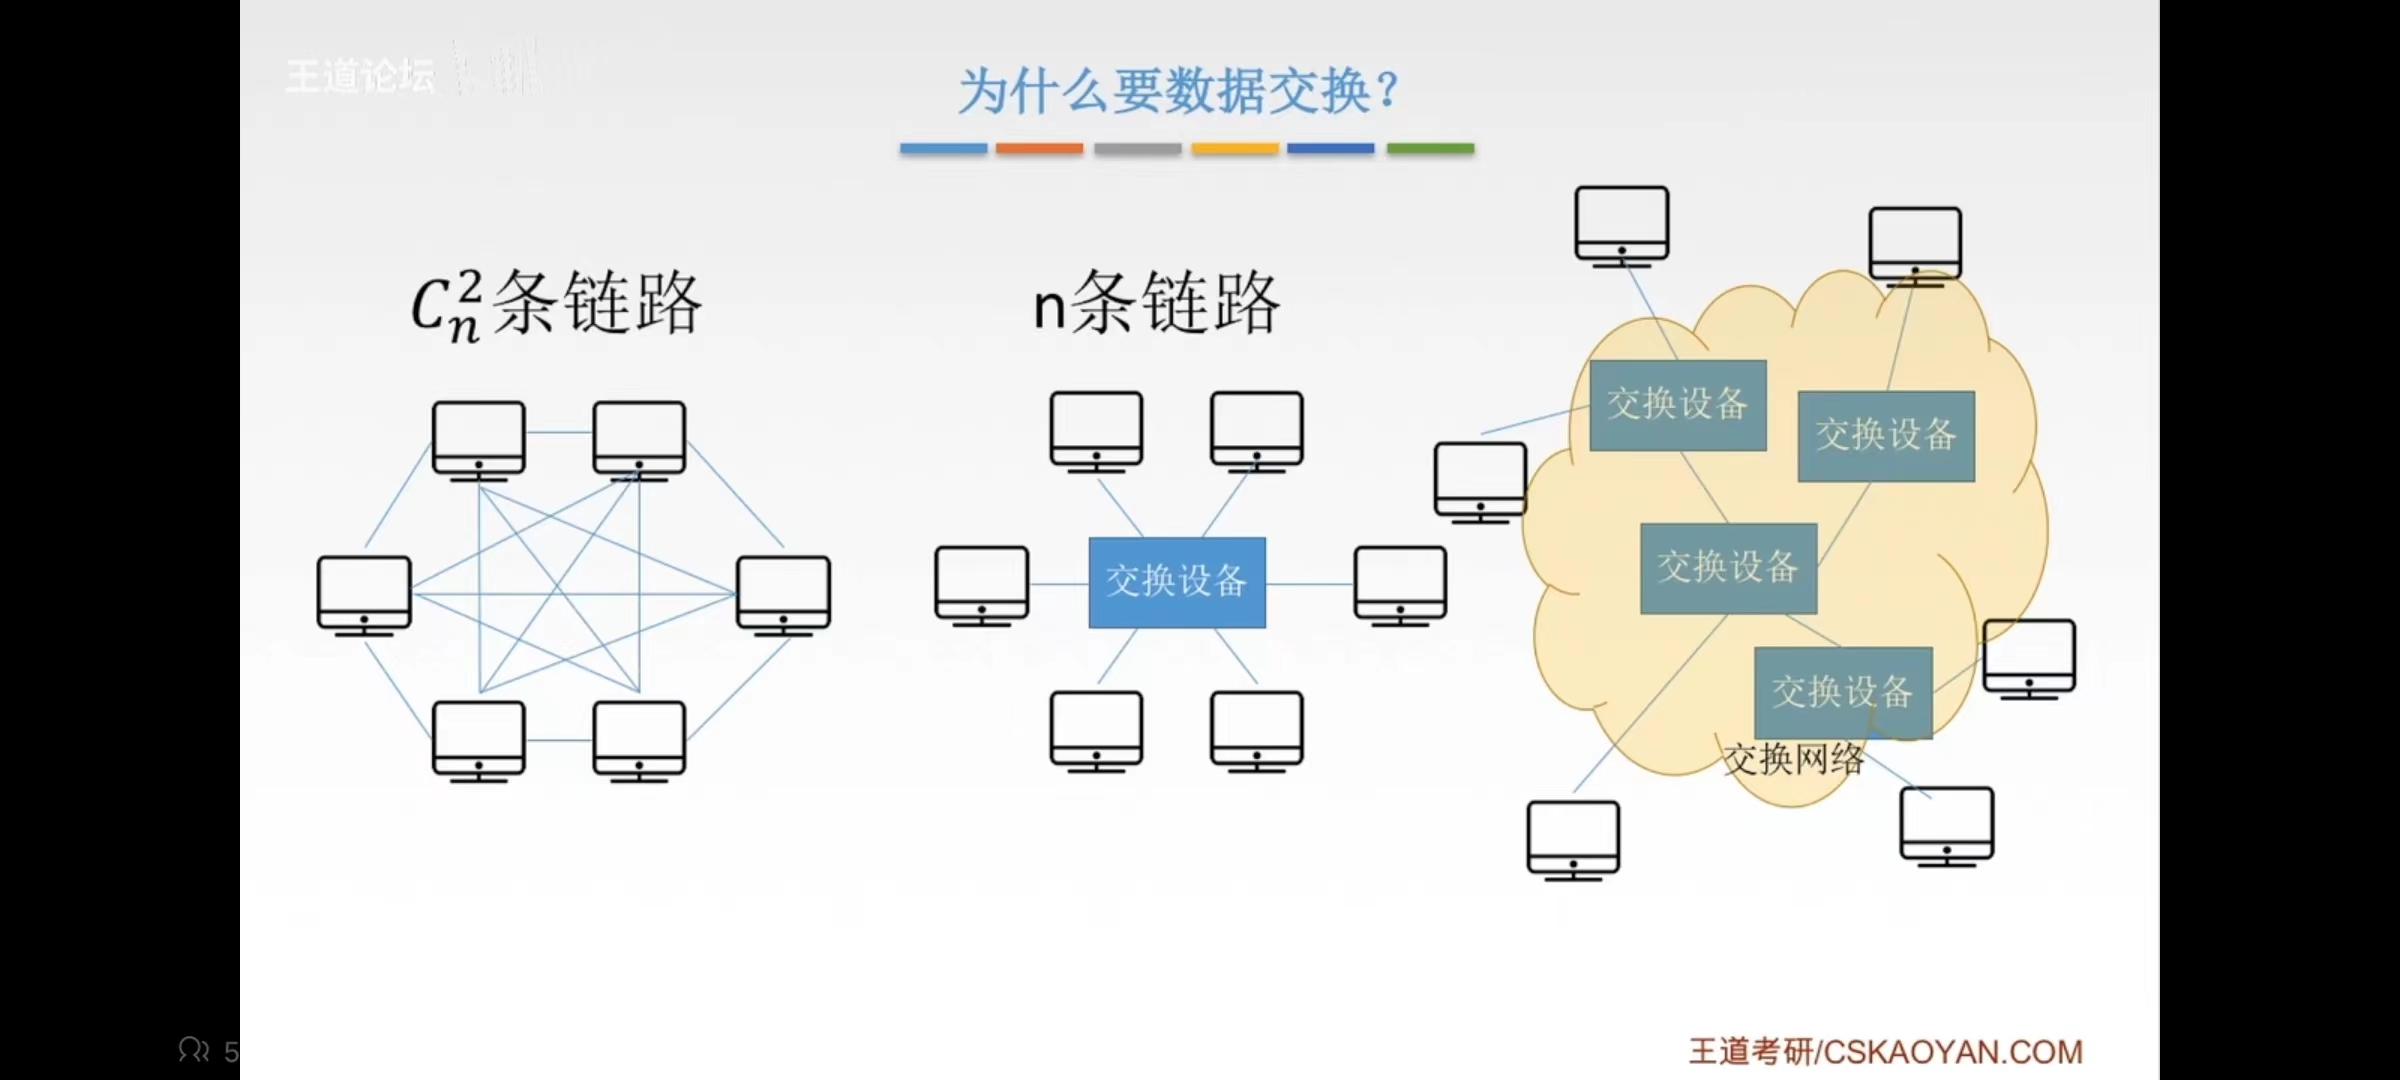 王道论坛
为什么要数据交换？
$C_n^2$条链路
n条链路
交换设备
交换设备
交换设备
交换设备
交换设备
交换网络
王道考研/CSKAOYAN.COM
5